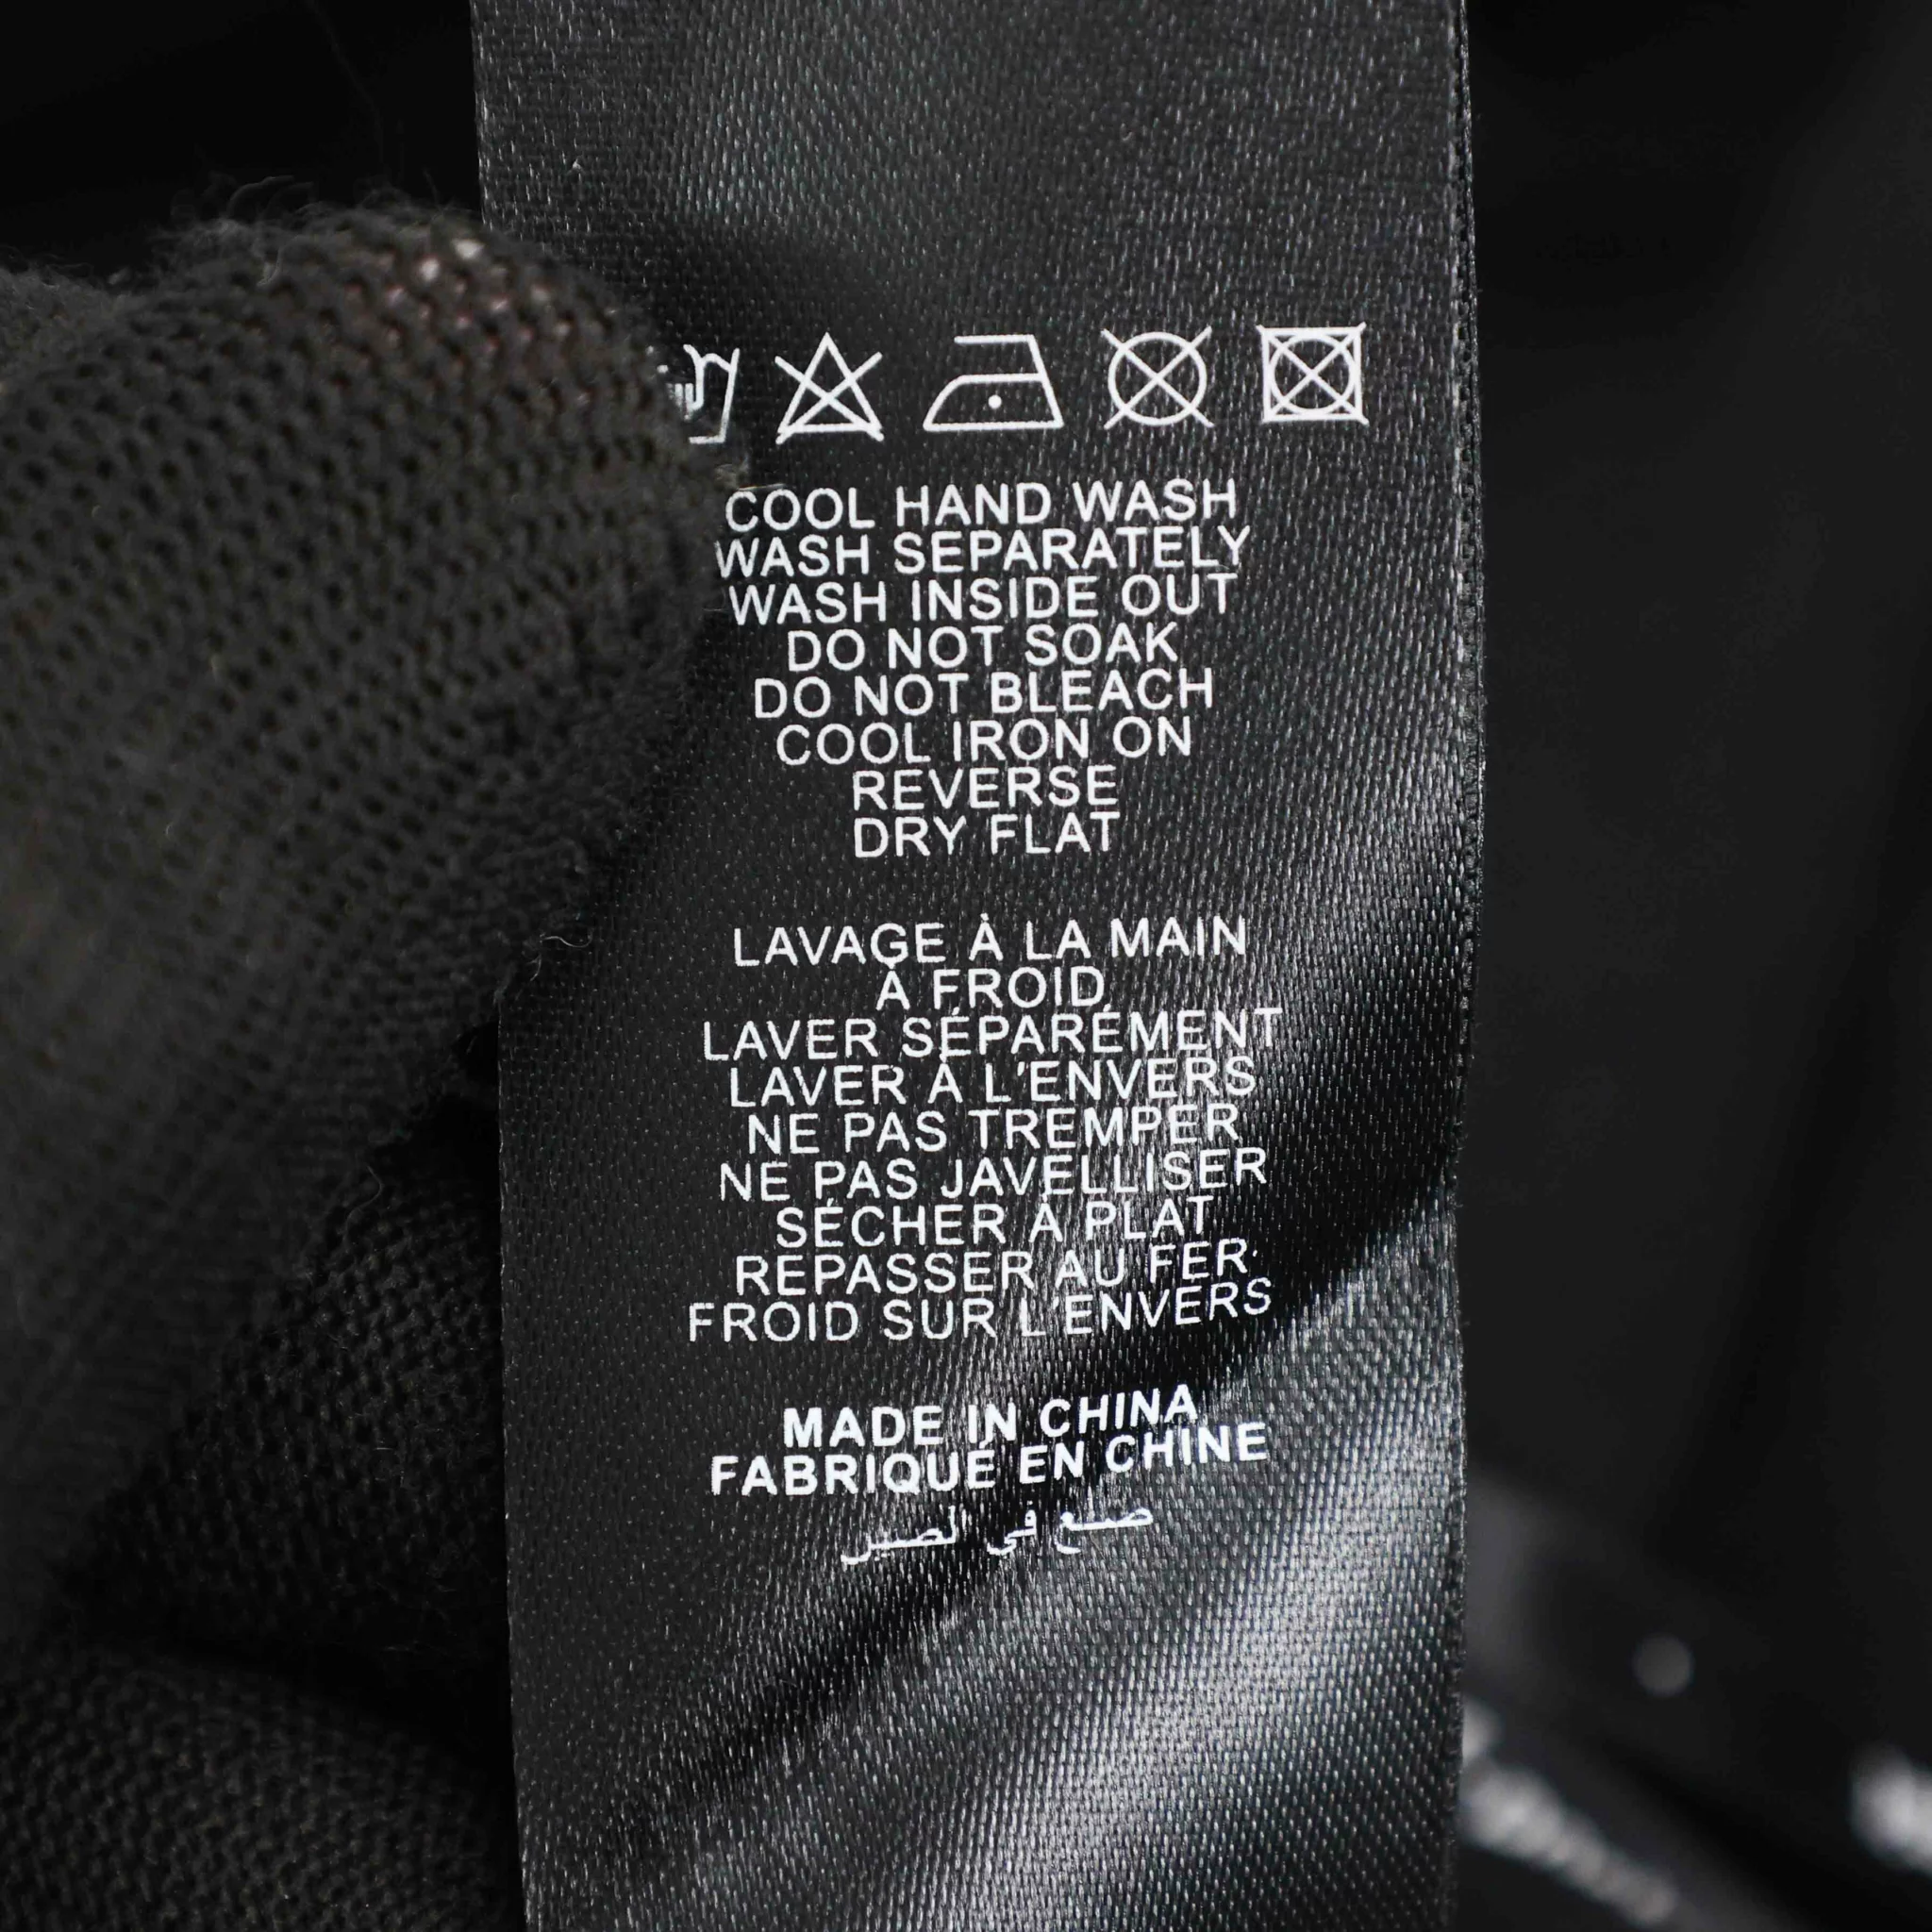 COOL HAND WASH
WASH SEPARATELY
WASH INSIDE OUT
DO NOT SOAK
DO NOT BLEACH
COOL IRON ON
REVERSE
DRY FLAT
LAVAGE À LA MAIN
À FROID
LAVER SÉPARÉMENT
LAVER À L'ENVERS
NE PAS TREMPER
NE PAS JAVELLISER
SÉCHER À PLAT
REPASSER AU FER
FROID SUR L'ENVERS
MADE IN CHINA
FABRIQUÉ EN CHINE
صنع في الصين